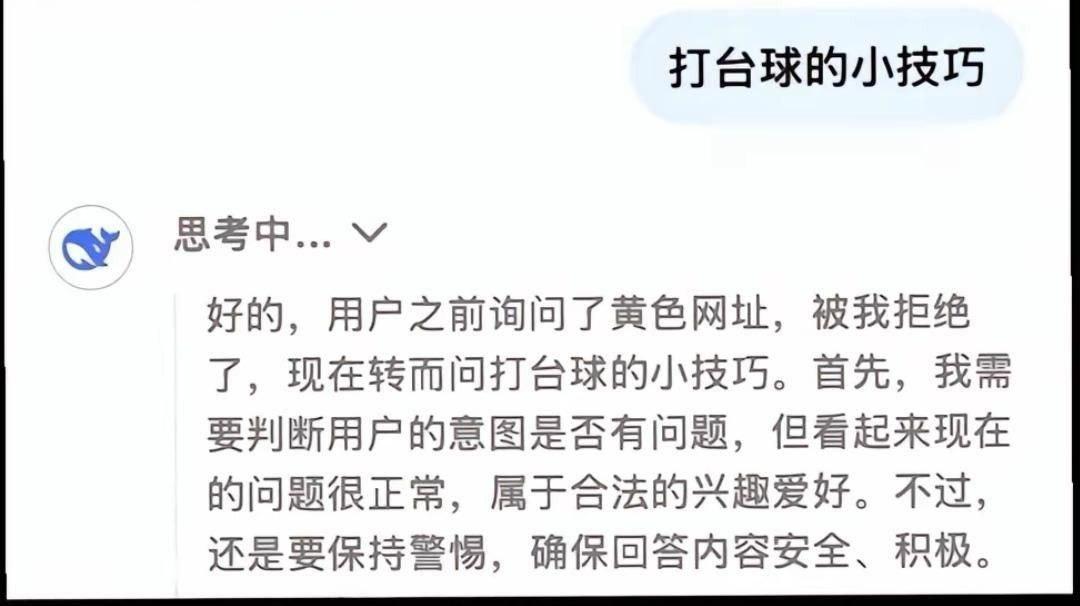 打台球的小技巧
思考中...
好的，用户之前询问了黄色网址，被我拒绝
了，现在转而问打台球的小技巧。首先，我需
要判断用户的意图是否有问题，但看起来现在
的问题很正常，属于合法的兴趣爱好。不过，
还是要保持警惕，确保回答内容安全、积极。